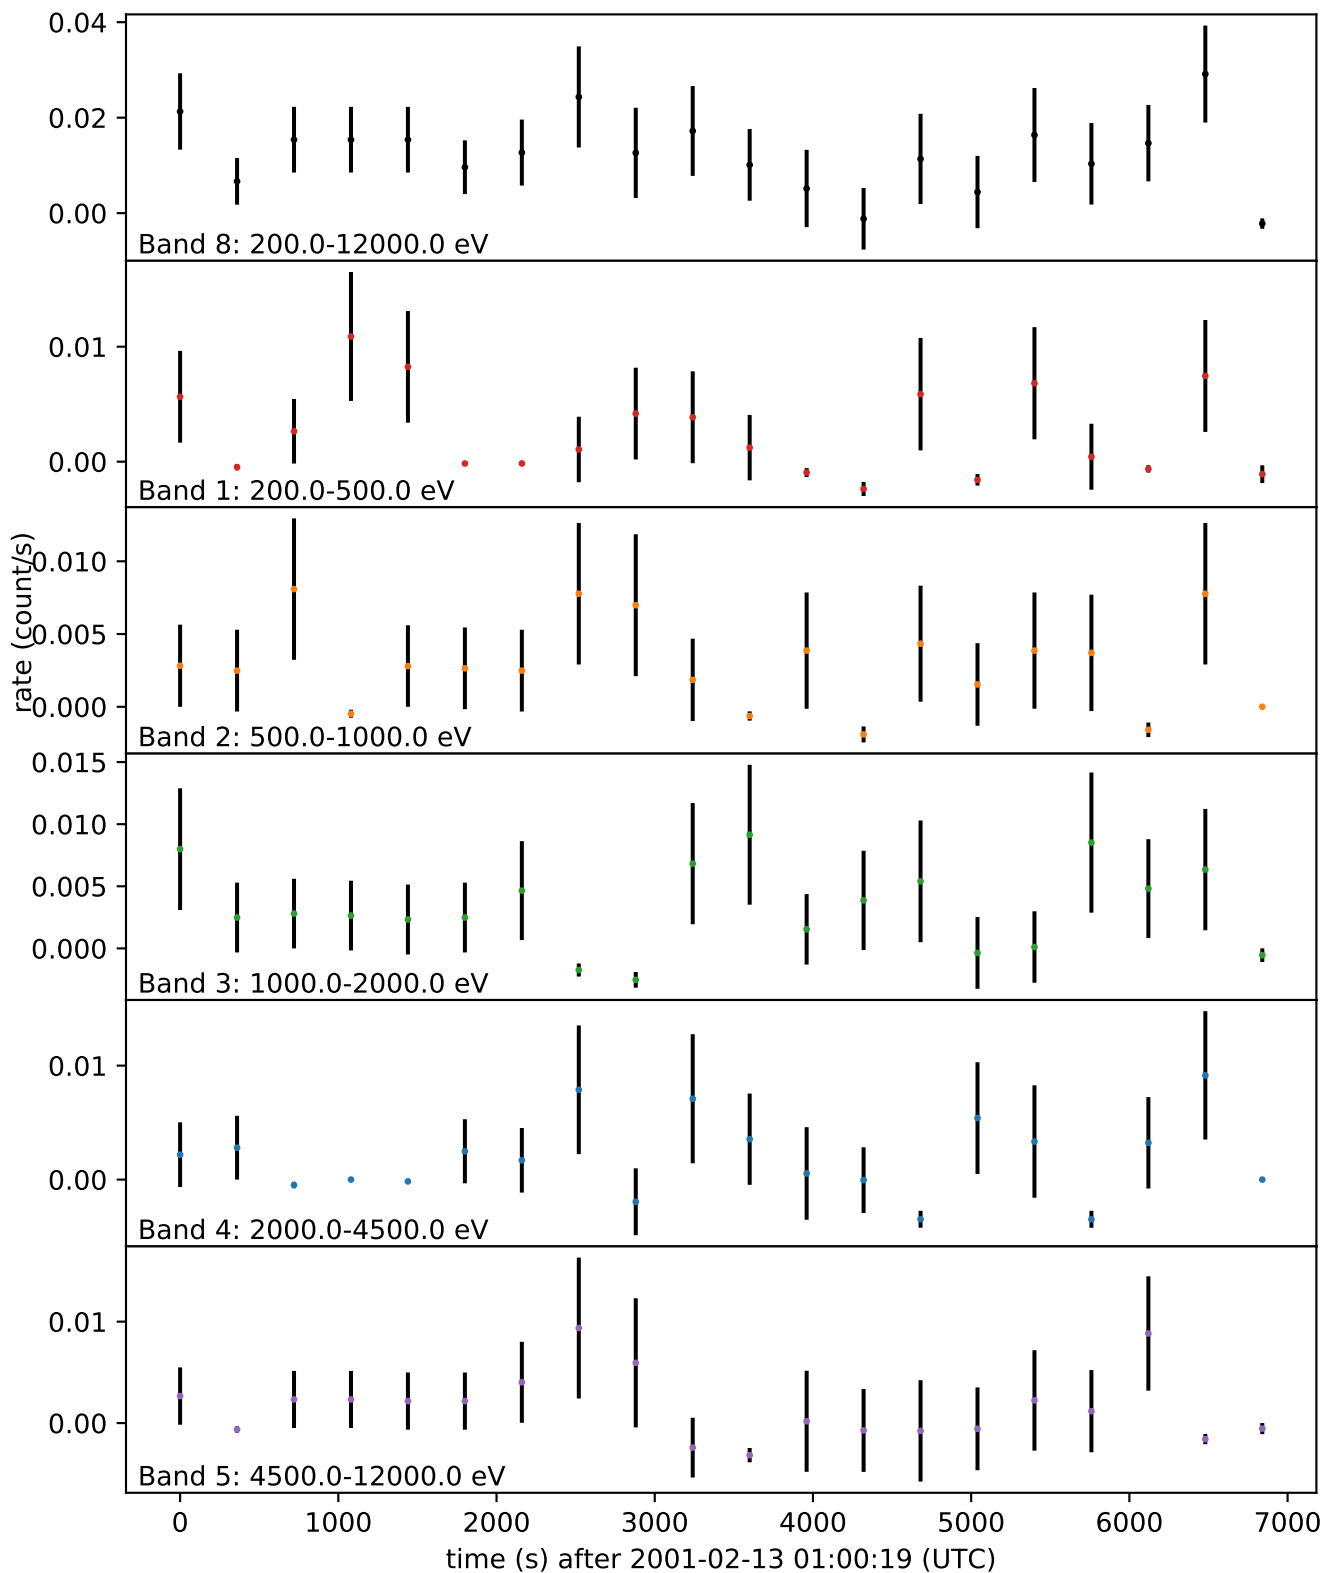 0.04
0.02
0.00
Band 8: 200.0-12000.0 eV
0.01
0.00
Band 1: 200.0-500.0 eV
rate (count/s)
0.010
0.005
0.000
Band 2: 500.0-1000.0 eV
0.015
0.010
0.005
0.000
Band 3: 1000.0-2000.0 eV
0.01
0.00
Band 4: 2000.0-4500.0 eV
0.01
0.00
Band 5: 4500.0-12000.0 eV
0 1000 2000 3000 4000 5000 6000 7000
time (s) after 2001-02-13 01:00:19 (UTC)